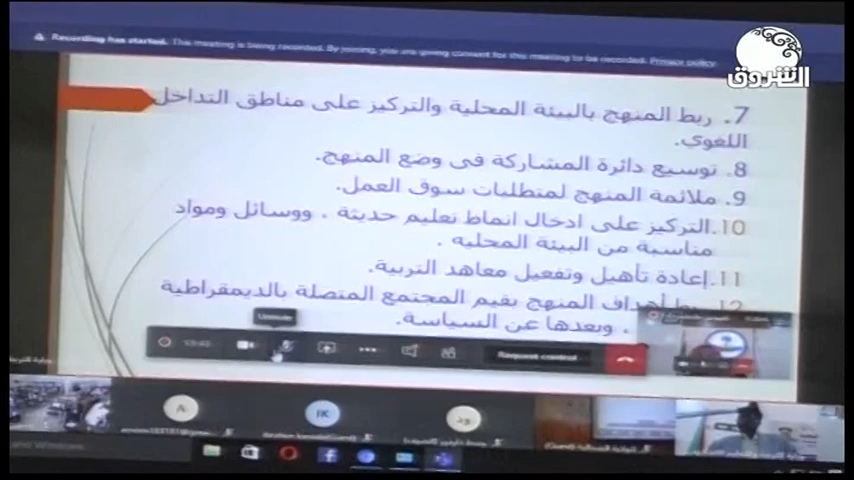 Recording has started. This meeting is being recorded. By joining, you are giving consent for this meeting to be recorded. Privacy policy
الشروق
7. ربط المنهج بالبيئة المحلية والتركيز على مناطق التداخل
اللغوي.
8. توسيع دائرة المشاركة فى وضع المنهج.
9. ملائمة المنهج لمتطلبات سوق العمل.
10.التركيز على ادخال انماط تعليم حديثة ، ووسائل ومواد
مناسبة من البيئة المحليه .
11.إعادة تأهيل وتفعيل معاهد التربية.
12 أهداف المنهج بقيم المجتمع المتصلة بالديمقراطية
، وبعدها عن السياسة.
Unmute
Request control
A
IK
ود